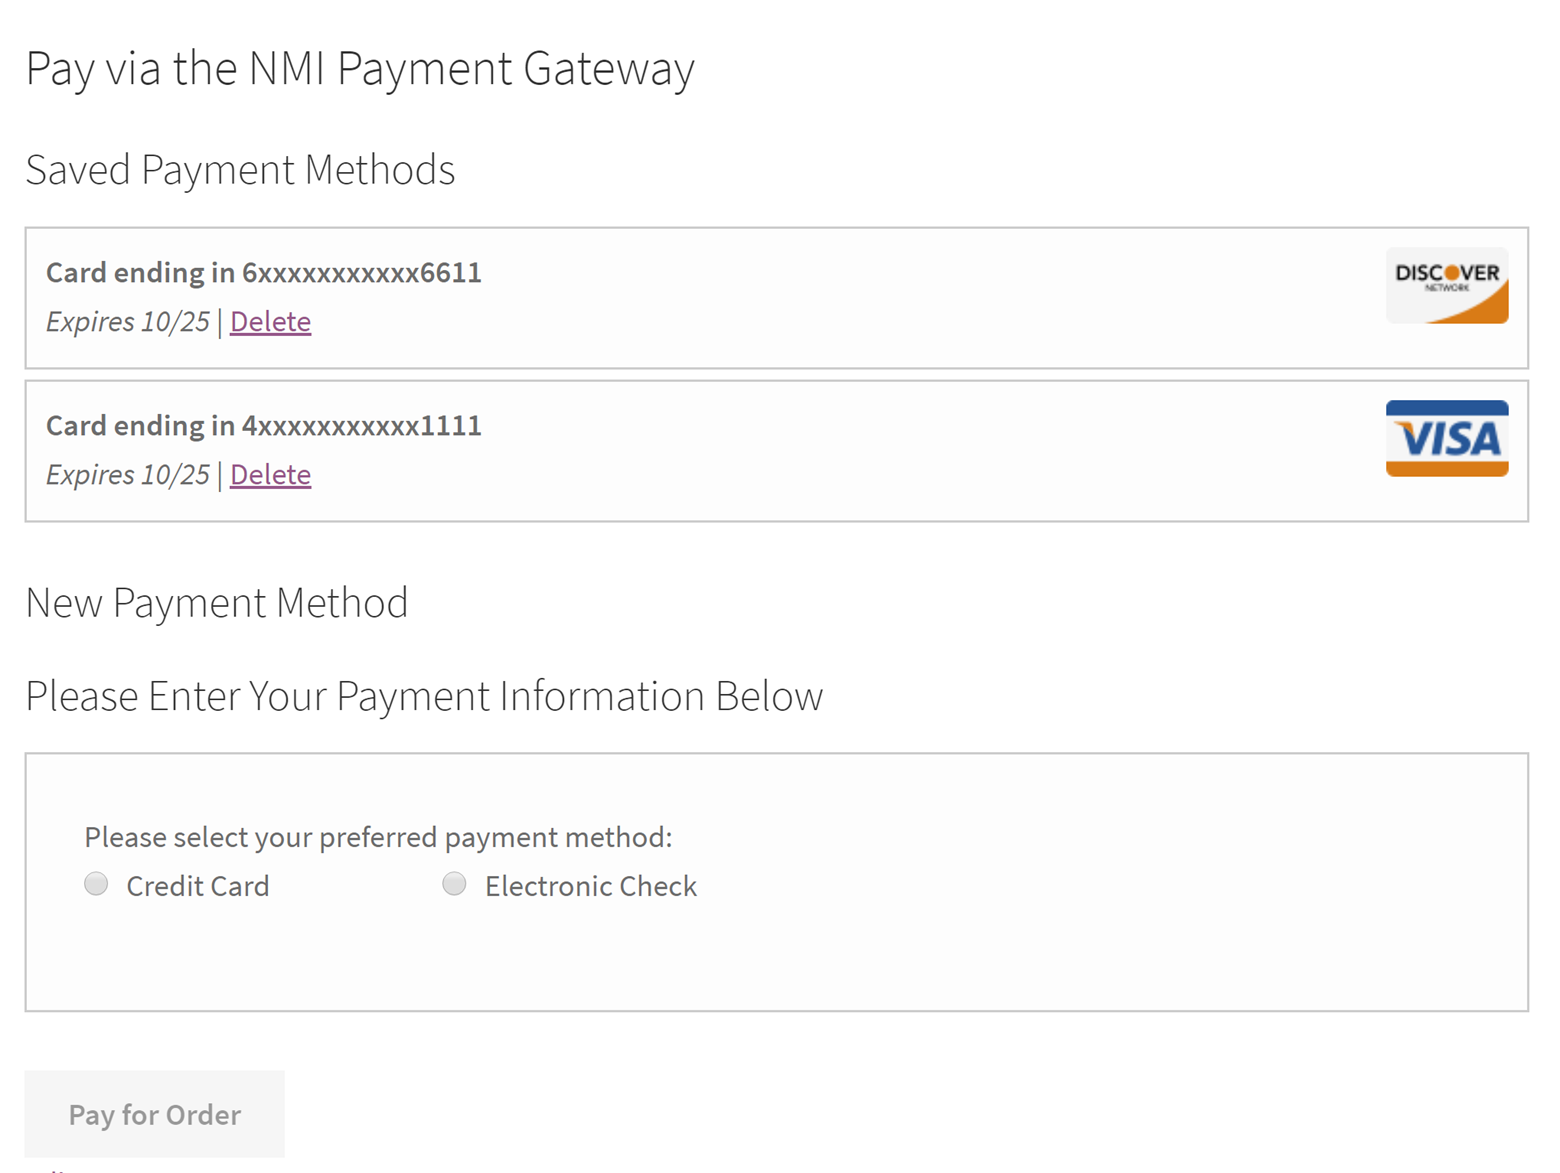 Pay via the NMI Payment Gateway
Saved Payment Methods
Card ending in 6xxxxxxxxxxx6611
DISCOVER
NETWORK
Expires 10/25 | Delete
Card ending in 4xxxxxxxxxxx1111
VISA
Expires 10/25 | Delete
New Payment Method
Please Enter Your Payment Information Below
Please select your preferred payment method:
Credit Card Electronic Check
Pay for Order